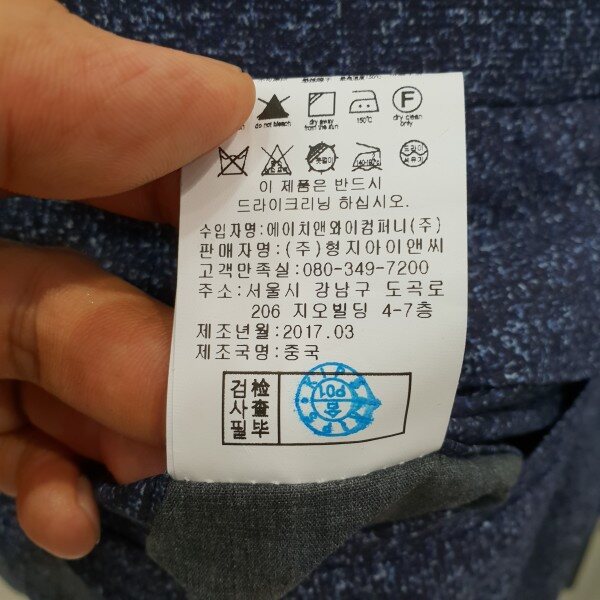 do not bleach
dry away from the sun
150℃
F
dry clean only
이 제품은 반드시
드라이크리닝 하십시오.
수입자명:에이치앤와이컴퍼니(주)
판매자명:(주)형지아이앤씨
고객만족실:080-349-7200
주소:서울시 강남구 도곡로
206 지오빌딩 4-7층
제조년월:2017.03
제조국명:중국
검사필
检查毕
P01